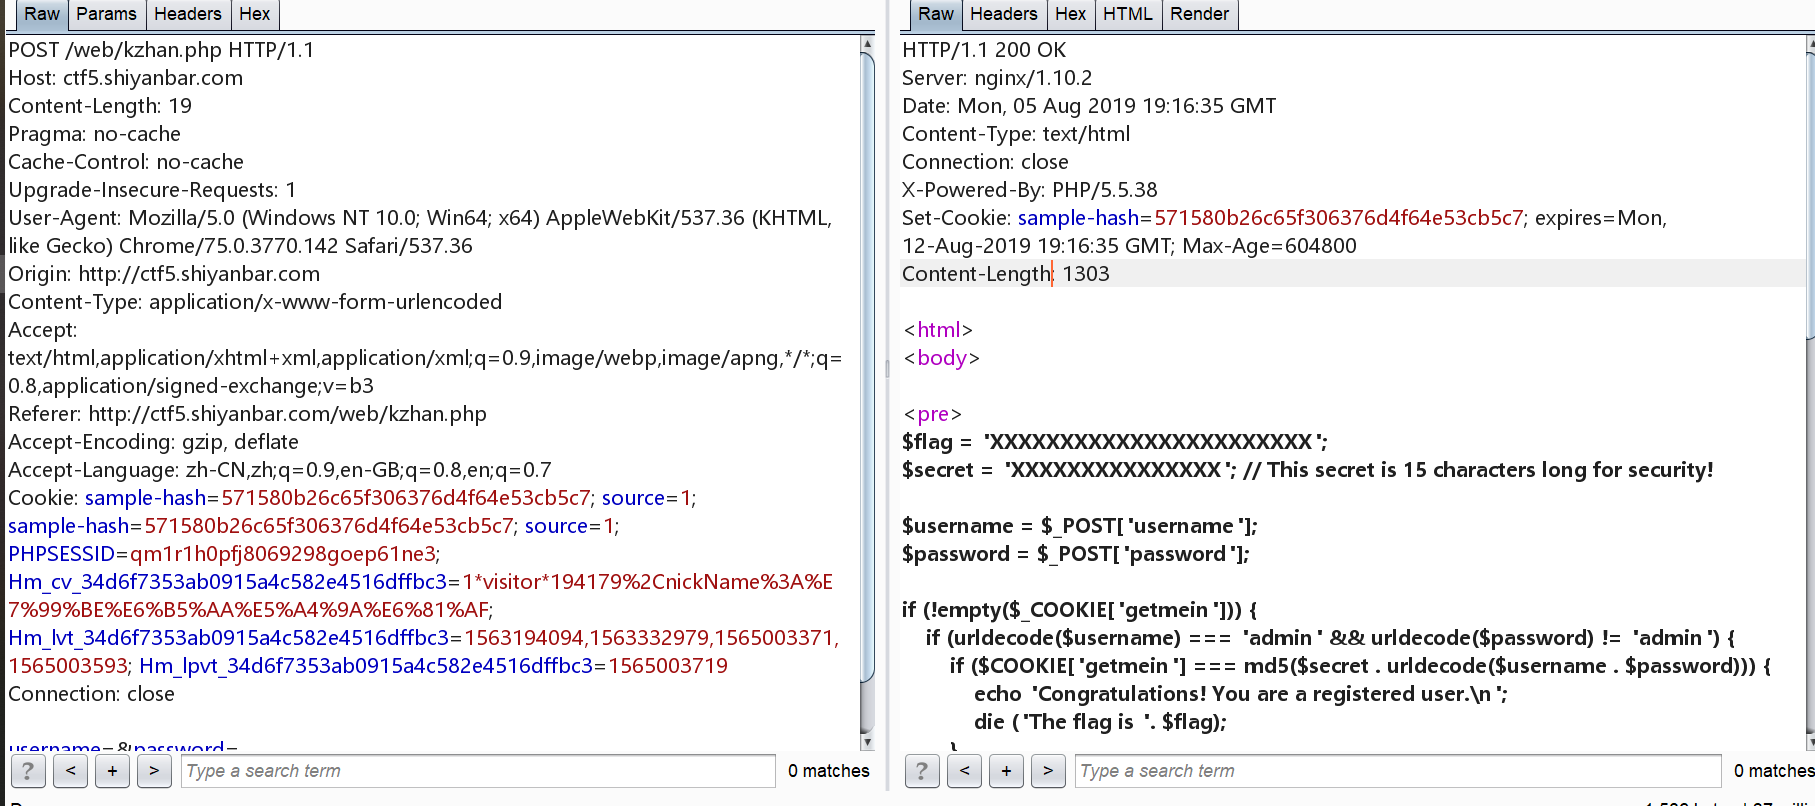 Raw Params Headers Hex
POST /web/kzhan.php HTTP/1.1
Host: ctf5.shiyanbar.com
Content-Length: 19
Pragma: no-cache
Cache-Control: no-cache
Upgrade-Insecure-Requests: 1
User-Agent: Mozilla/5.0 (Windows NT 10.0; Win64; x64) AppleWebKit/537.36 (KHTML,
like Gecko) Chrome/75.0.3770.142 Safari/537.36
Origin: http://ctf5.shiyanbar.com
Content-Type: application/x-www-form-urlencoded
Accept:
text/html,application/xhtml+xml,application/xml;q=0.9,image/webp,image/apng,*/*;q=
0.8,application/signed-exchange;v=b3
Referer: http://ctf5.shiyanbar.com/web/kzhan.php
Accept-Encoding: gzip, deflate
Accept-Language: zh-CN,zh;q=0.9,en-GB;q=0.8,en;q=0.7
Cookie: sample-hash=571580b26c65f306376d4f64e53cb5c7; source=1;
sample-hash=571580b26c65f306376d4f64e53cb5c7; source=1;
PHPSESSID=qm1r1h0pfj8069298goep61ne3;
Hm_cv_34d6f7353ab0915a4c582e4516dffbc3=1*visitor*194179%2CnickName%3A%E
7%99%BE%E6%B5%AA%E5%A4%9A%E6%81%AF;
Hm_lvt_34d6f7353ab0915a4c582e4516dffbc3=1563194094,1563332979,1565003371,
1565003593; Hm_lpvt_34d6f7353ab0915a4c582e4516dffbc3=1565003719
Connection: close
username=&password=
? < + > Type a search term 0 matches
Raw Headers Hex HTML Render
HTTP/1.1 200 OK
Server: nginx/1.10.2
Date: Mon, 05 Aug 2019 19:16:35 GMT
Content-Type: text/html
Connection: close
X-Powered-By: PHP/5.5.38
Set-Cookie: sample-hash=571580b26c65f306376d4f64e53cb5c7; expires=Mon,
12-Aug-2019 19:16:35 GMT; Max-Age=604800
Content-Length: 1303
<html>
<body>
<pre>
$flag = 'XXXXXXXXXXXXXXXXXXXXXXX';
$secret = 'XXXXXXXXXXXXXXX'; // This secret is 15 characters long for security!
$username = $_POST['username'];
$password = $_POST['password'];
if (!empty($_COOKIE['getmein'])) {
if (urldecode($username) === 'admin' && urldecode($password) != 'admin') {
if ($COOKIE['getmein'] === md5($secret . urldecode($username . $password))) {
echo 'Congratulations! You are a registered user.\n';
die ('The flag is '. $flag);
}
? < + > Type a search term 0 matches